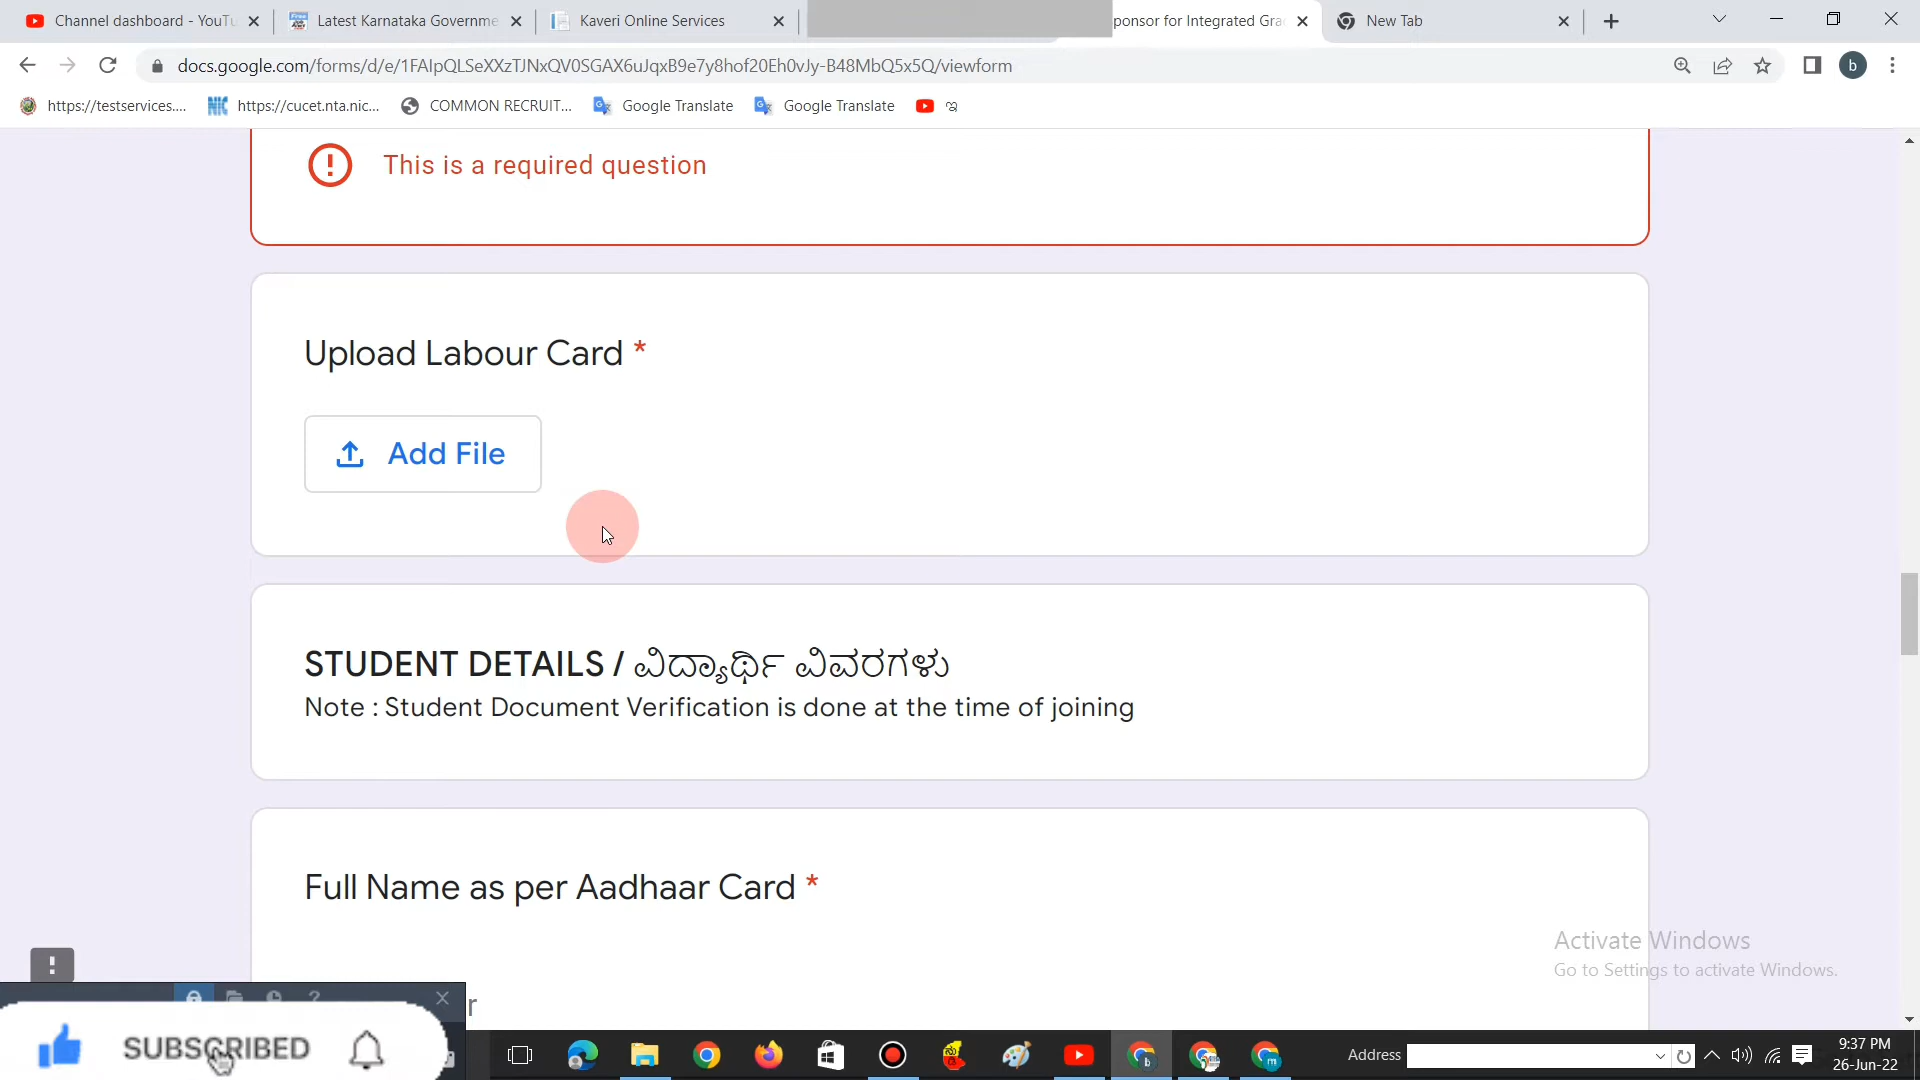 Channel dashboard - YouTu
Latest Karnataka Governme
Kaveri Online Services
ponsor for Integrated Gra
New Tab
docs.google.com/forms/d/e/1FAIpQLSeXXzTJNxQV0SGAX6uJqxB9e7y8hof20Eh0vJy-B48MbQ5x5Q/viewform
b
https://testservices....
https://cucet.nta.nic...
COMMON RECRUIT...
Google Translate
Google Translate
This is a required question
Upload Labour Card *
Add File
STUDENT DETAILS / ವಿದ್ಯಾರ್ಥಿ ವಿವರಗಳು
Note : Student Document Verification is done at the time of joining
Full Name as per Aadhaar Card *
Activate Windows
Go to Settings to activate Windows.
SUBSCRIBED
Address
9:37 PM
26-Jun-22